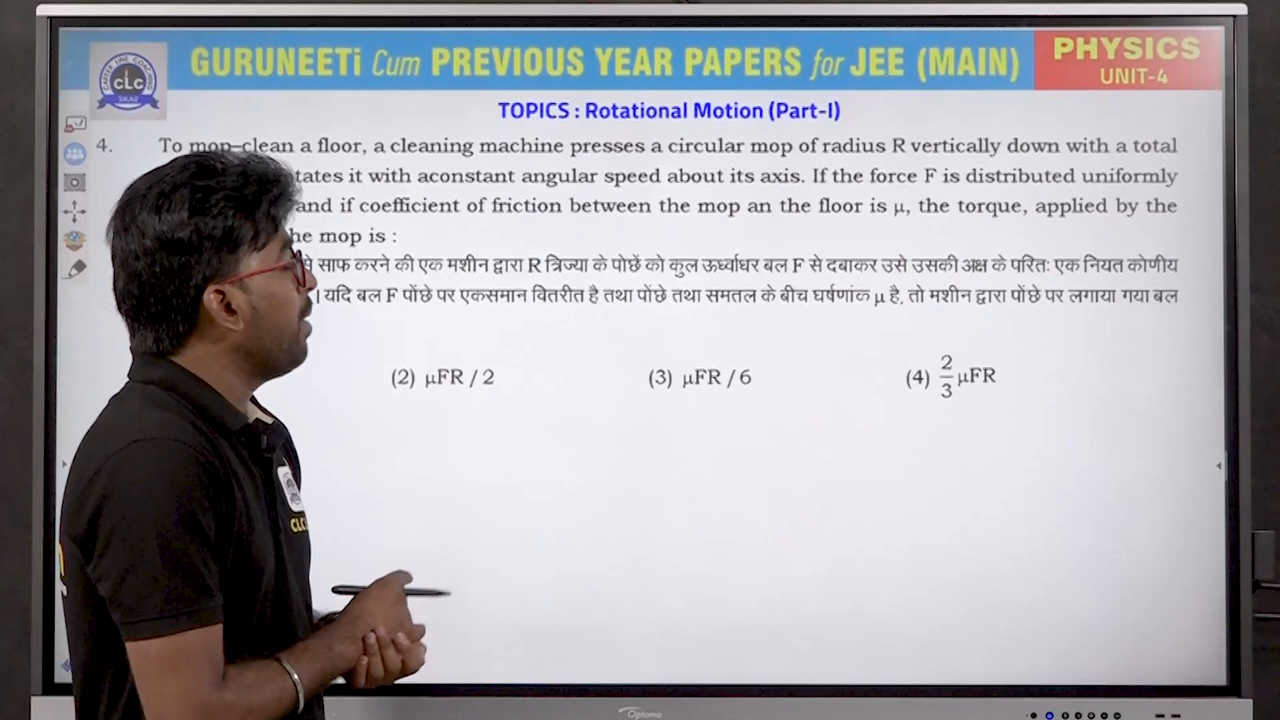 GURUNEETi Cum PREVIOUS YEAR PAPERS for JEE (MAIN)
PHYSICS
UNIT-4
CLC
SIKAR
TOPICS : Rotational Motion (Part-I)
4. To mop–clean a floor, a cleaning machine presses a circular mop of radius R vertically down with a total
tates it with aconstant angular speed about its axis. If the force F is distributed uniformly
and if coefficient of friction between the mop an the floor is μ, the torque, applied by the
he mop is :
से साफ करने की एक मशीन द्वारा R त्रिज्या के पोछें को कुल ऊर्ध्वाधर बल F से दबाकर उसे उसकी अक्ष के परितः एक नियत कोणीय
। यदि बल F पोंछे पर एकसमान वितरीत है तथा पोंछे तथा समतल के बीच घर्षणांक μ है, तो मशीन द्वारा पोंछे पर लगाया गया बल
(2) μFR / 2 (3) μFR / 6 (4) 2/3 μFR
CLC
Optoma